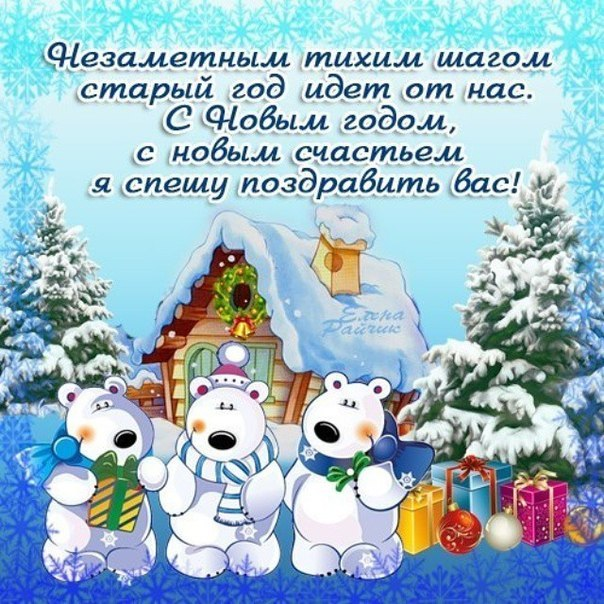 Незаметным тихим шагом
старый год идет от нас.
С Новым годом,
с новым счастьем
я спешу поздравить вас!
Елена
Райчик